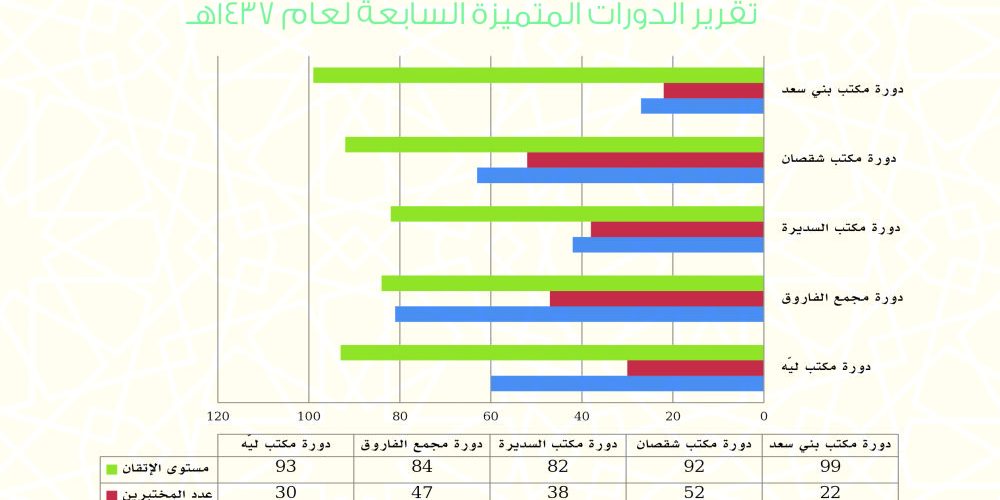 تقرير الدورات المتميزة السابعة لعام ١٤٣٧هـ
دورة مكتب بني سعد
دورة مكتب شقصان
دورة مكتب السديرة
دورة مجمع الفاروق
دورة مكتب ليّه
120 100 80 60 40 20 0
دورة مكتب بني سعد دورة مكتب شقصان دورة مكتب السديرة دورة مجمع الفاروق دورة مكتب ليّه
مستوى الإتقان 93 84 82 92 99
عدد المختبرين 30 47 38 52 22